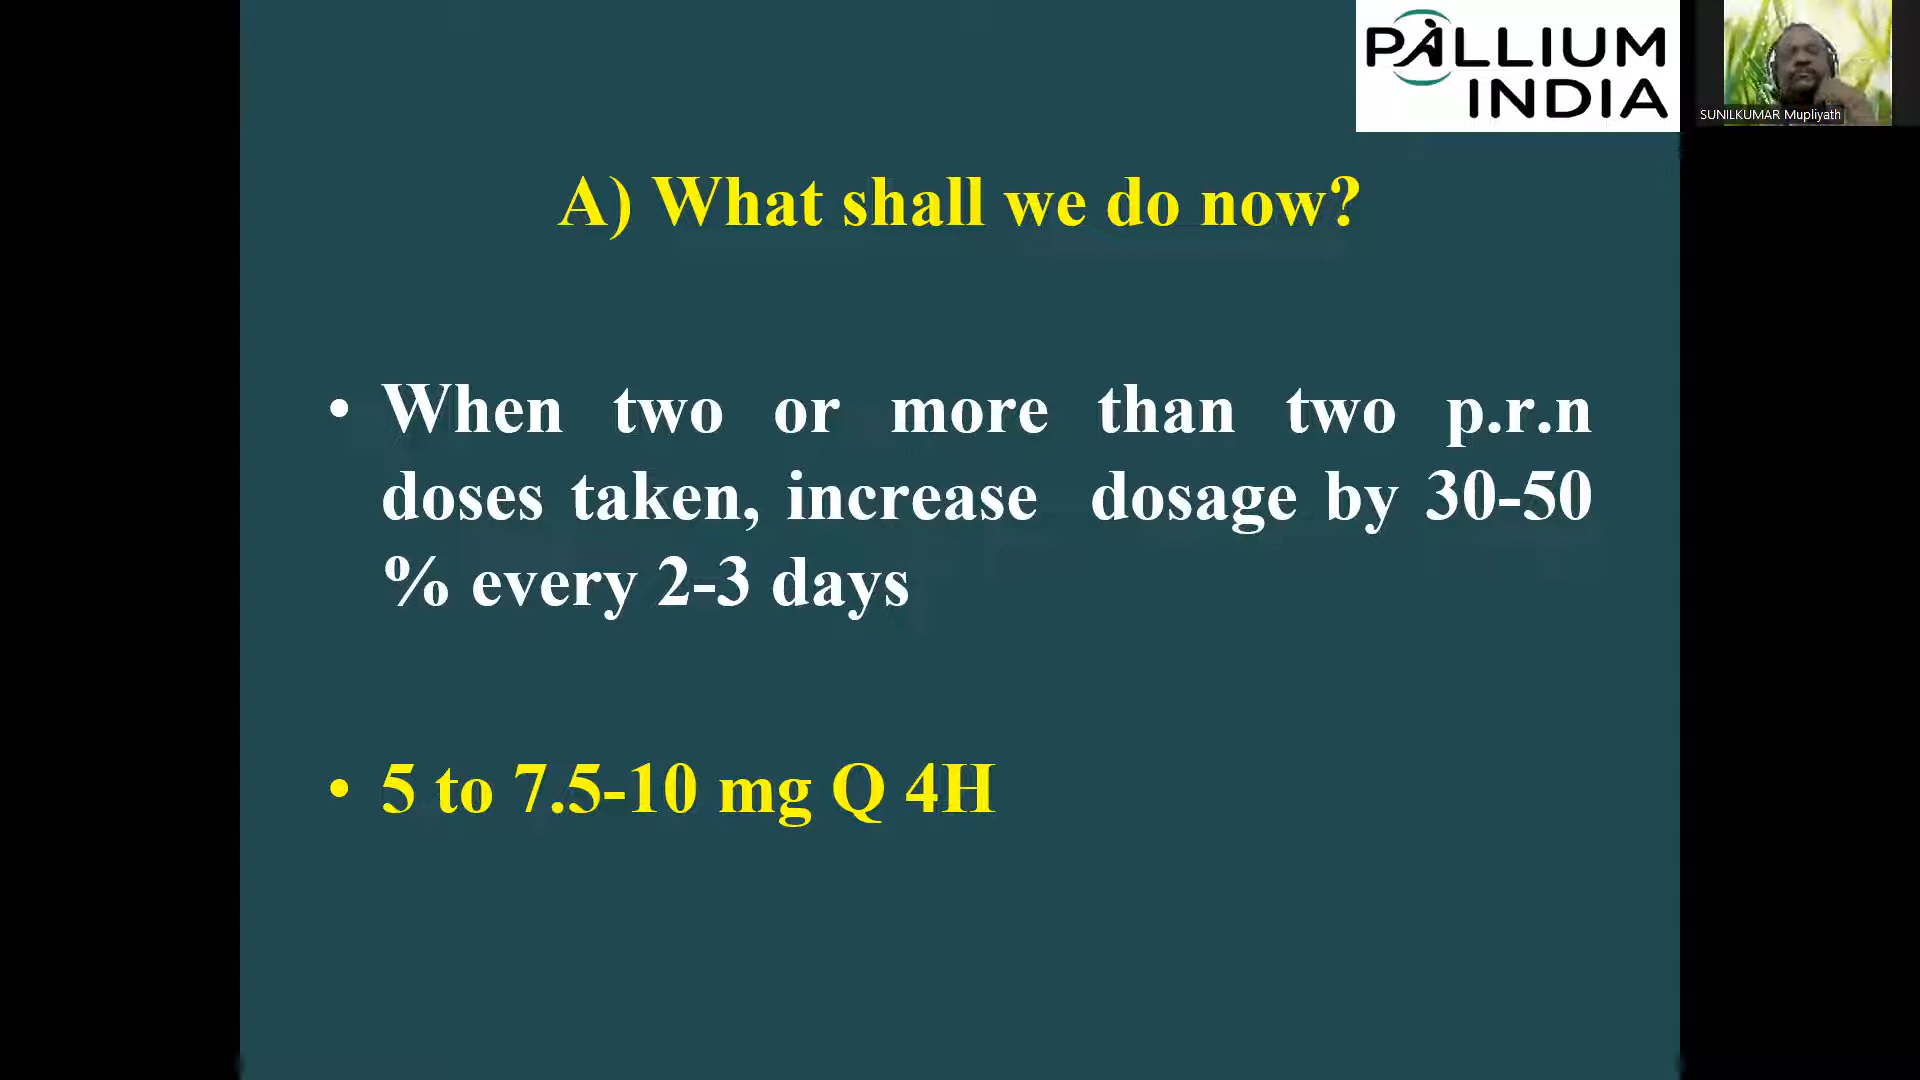 PALLIUM
INDIA
SUNILKUMAR Mupliyath
A) What shall we do now?
• When two or more than two p.r.n
doses taken, increase dosage by 30-50
% every 2-3 days
• 5 to 7.5-10 mg Q 4H